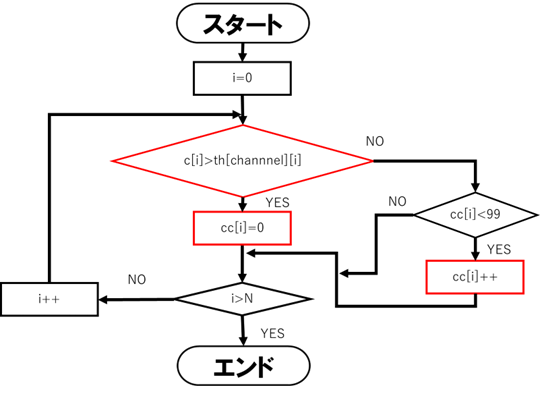 スタート
i=0
c[i]>th[channnel][i]
NO
YES
cc[i]=0
NO
cc[i]<99
YES
cc[i]++
NO
i++
i>N
YES
エンド